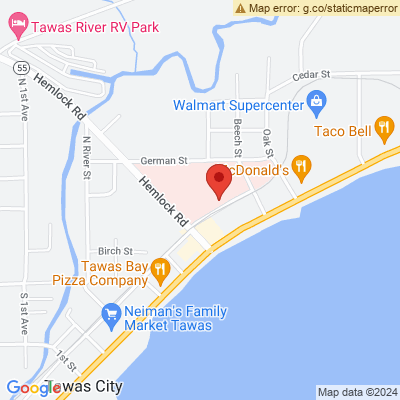 Map error: g.co/staticmaperror
Tawas River RV Park
55
Hemlock Rd
N 1st Ave
Cedar St
Walmart Supercenter
Beech St
Oak St
Taco Bell
N River St
German St
McDonald's
Hemlock Rd
Birch St
Tawas Bay
Pizza Company
Neiman's Family
Market Tawas
S 1st Ave
1st St
Tawas City
Google
Map data ©2024